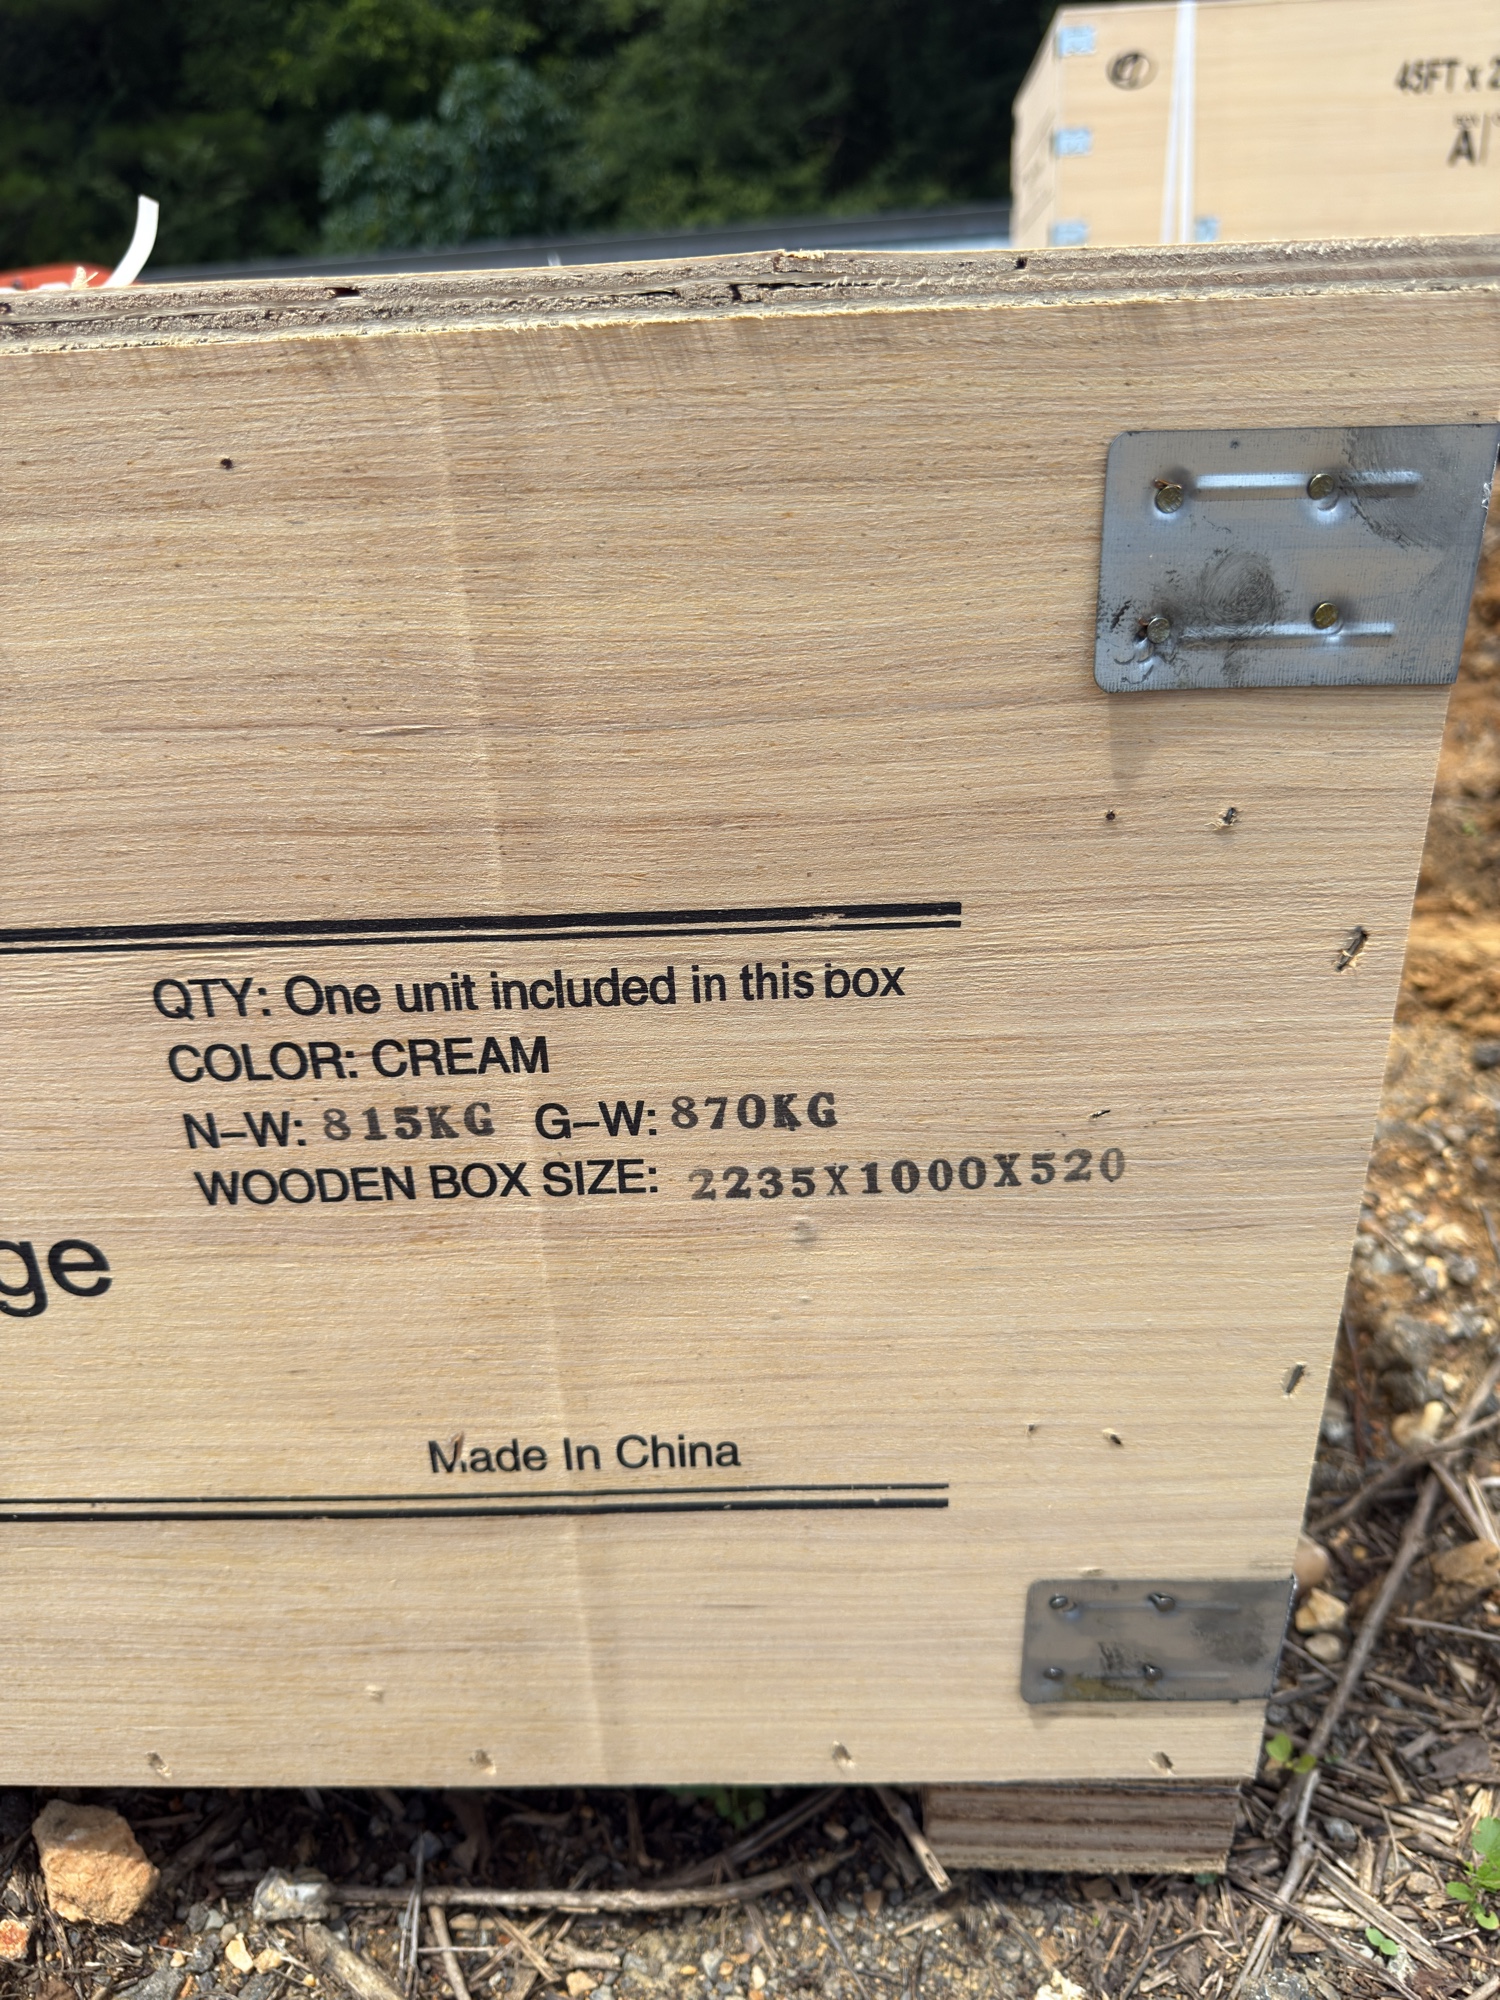 45FT x
A
QTY: One unit included in this box
COLOR: CREAM
N–W: 815KG G–W: 870KG
WOODEN BOX SIZE: 2235X1000X520
ge
Made In China